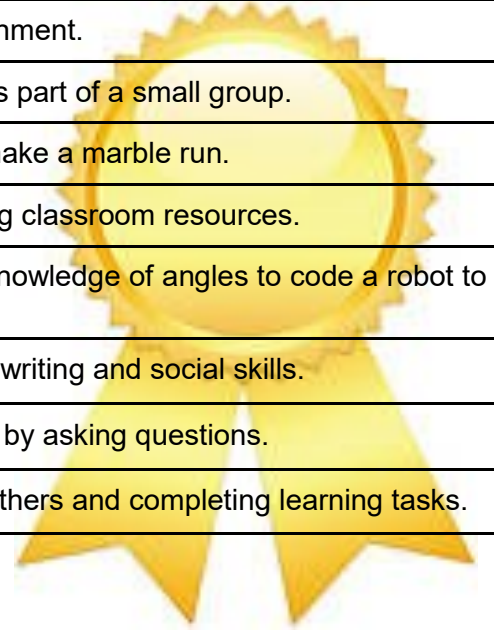 nment.
s part of a small group.
ake a marble run.
g classroom resources.
nowledge of angles to code a robot to
writing and social skills.
by asking questions.
thers and completing learning tasks.